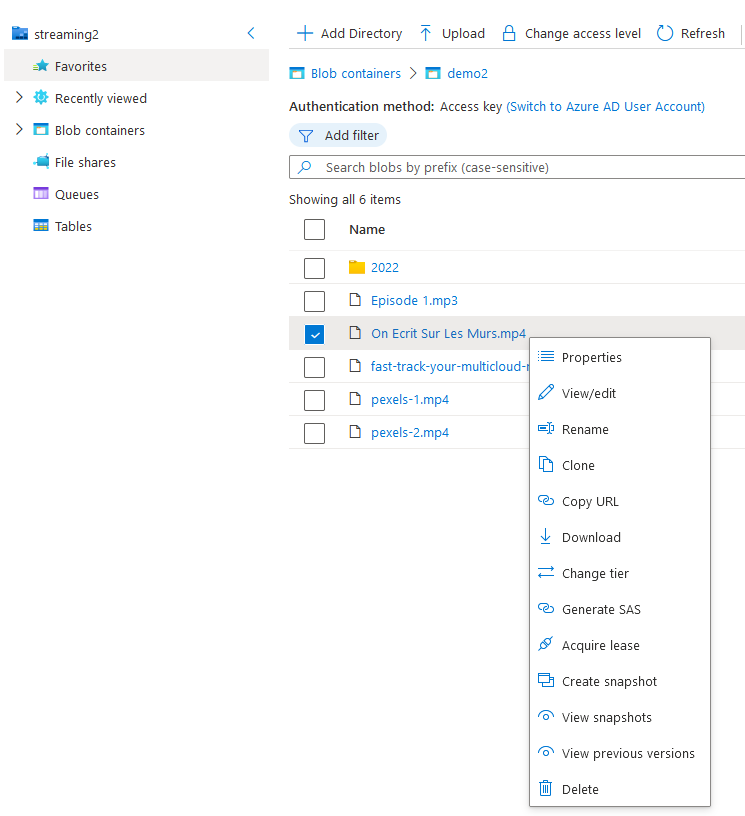 streaming2
Favorites
Recently viewed
Blob containers
File shares
Queues
Tables
Add Directory Upload Change access level Refresh
Blob containers > demo2
Authentication method: Access key (Switch to Azure AD User Account)
Add filter
Search blobs by prefix (case-sensitive)
Showing all 6 items
Name
2022
Episode 1.mp3
On Ecrit Sur Les Murs.mp4
fast-track-your-multicloud-
pexels-1.mp4
pexels-2.mp4
Properties
View/edit
Rename
Clone
Copy URL
Download
Change tier
Generate SAS
Acquire lease
Create snapshot
View snapshots
View previous versions
Delete